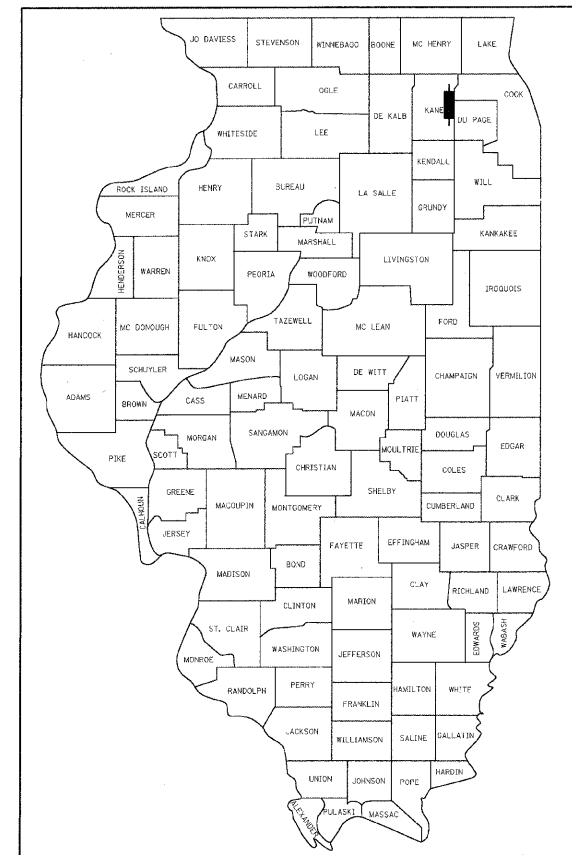 JO DAVIESS
STEVENSON
WINNEBAGO
BOONE
MC HENRY
LAKE
CARROLL
OGLE
DE KALB
KANE
COOK
DU PAGE
WHITESIDE
LEE
KENDALL
WILL
ROCK ISLAND
HENRY
BUREAU
LA SALLE
GRUNDY
MERCER
PUTNAM
STARK
MARSHALL
KANKAKEE
HENDERSON
WARREN
KNOX
PEORIA
WOODFORD
LIVINGSTON
IROQUOIS
HANCOCK
MC DONOUGH
FULTON
TAZEWELL
MC LEAN
FORD
MASON
SCHUYLER
ADAMS
BROWN
CASS
MENARD
LOGAN
DE WITT
PIATT
CHAMPAIGN
VERMILION
MACON
MORGAN
SANGAMON
DOUGLAS
EDGAR
PIKE
SCOTT
CHRISTIAN
MOULTRIE
COLES
CALHOUN
GREENE
MACOUPIN
MONTGOMERY
SHELBY
CUMBERLAND
CLARK
JERSEY
FAYETTE
EFFINGHAM
JASPER
CRAWFORD
MADISON
BOND
CLAY
RICHLAND
LAWRENCE
CLINTON
MARION
ST. CLAIR
WAYNE
EDWARDS
WABASH
WASHINGTON
JEFFERSON
MONROE
RANDOLPH
PERRY
HAMILTON
WHITE
FRANKLIN
JACKSON
WILLIAMSON
SALINE
GALLATIN
UNION
JOHNSON
POPE
HARDIN
ALEXANDER
PULASKI
MASSAC